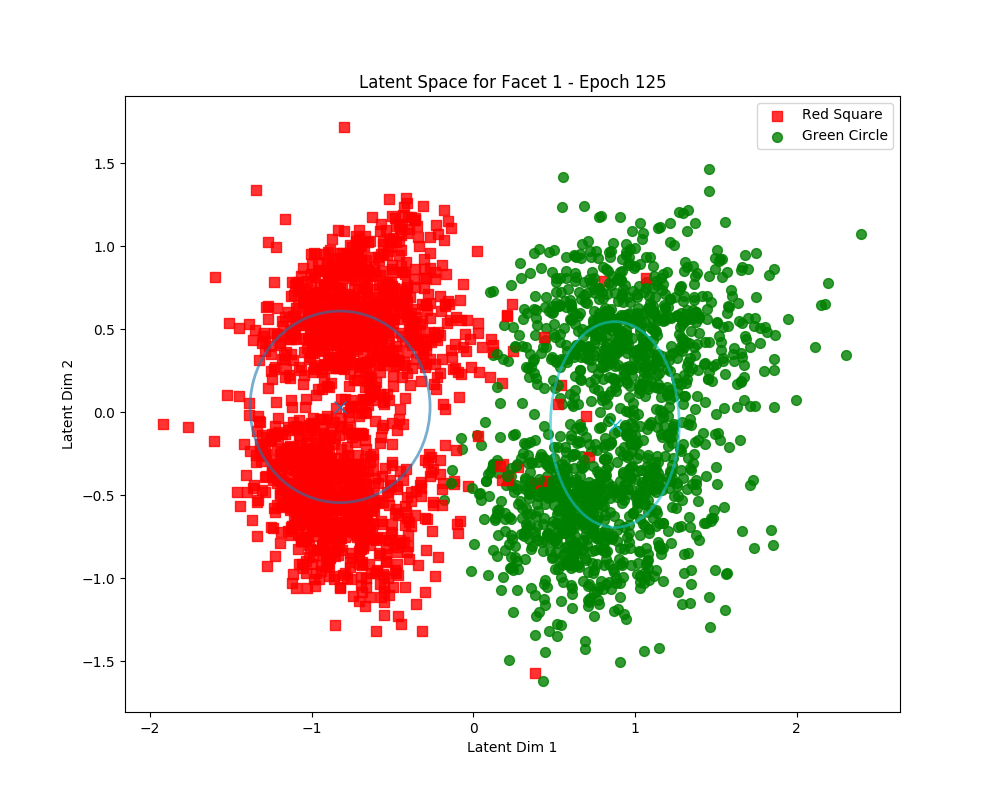 Latent Space for Facet 1 - Epoch 125
Red Square
Green Circle
1.5
1.0
0.5
0.0
−0.5
−1.0
−1.5
Latent Dim 2
−2
−1
0
1
2
Latent Dim 1